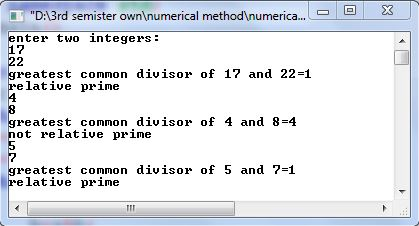 "D:\3rd semister own\numerical method\numerica...
enter two integers:
17
22
greatest common divisor of 17 and 22=1
relative prime
4
8
greatest common divisor of 4 and 8=4
not relative prime
5
7
greatest common divisor of 5 and 7=1
relative prime